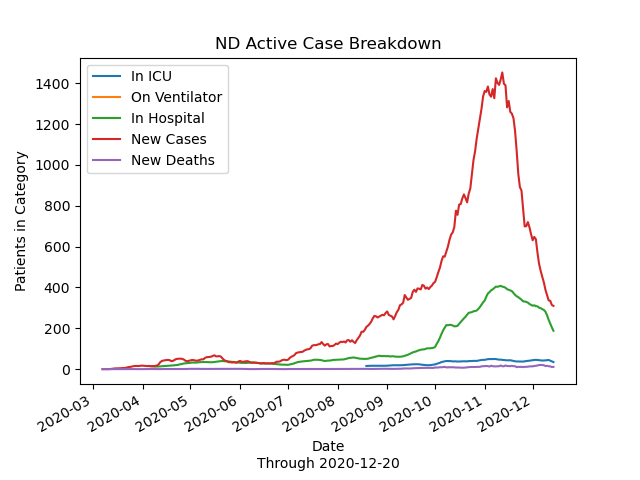 ND Active Case Breakdown
In ICU
On Ventilator
In Hospital
New Cases
New Deaths
Patients in Category
1400
1200
1000
800
600
400
200
0
2020-03
2020-04
2020-05
2020-06
2020-07
2020-08
2020-09
2020-10
2020-11
2020-12
Date
Through 2020-12-20